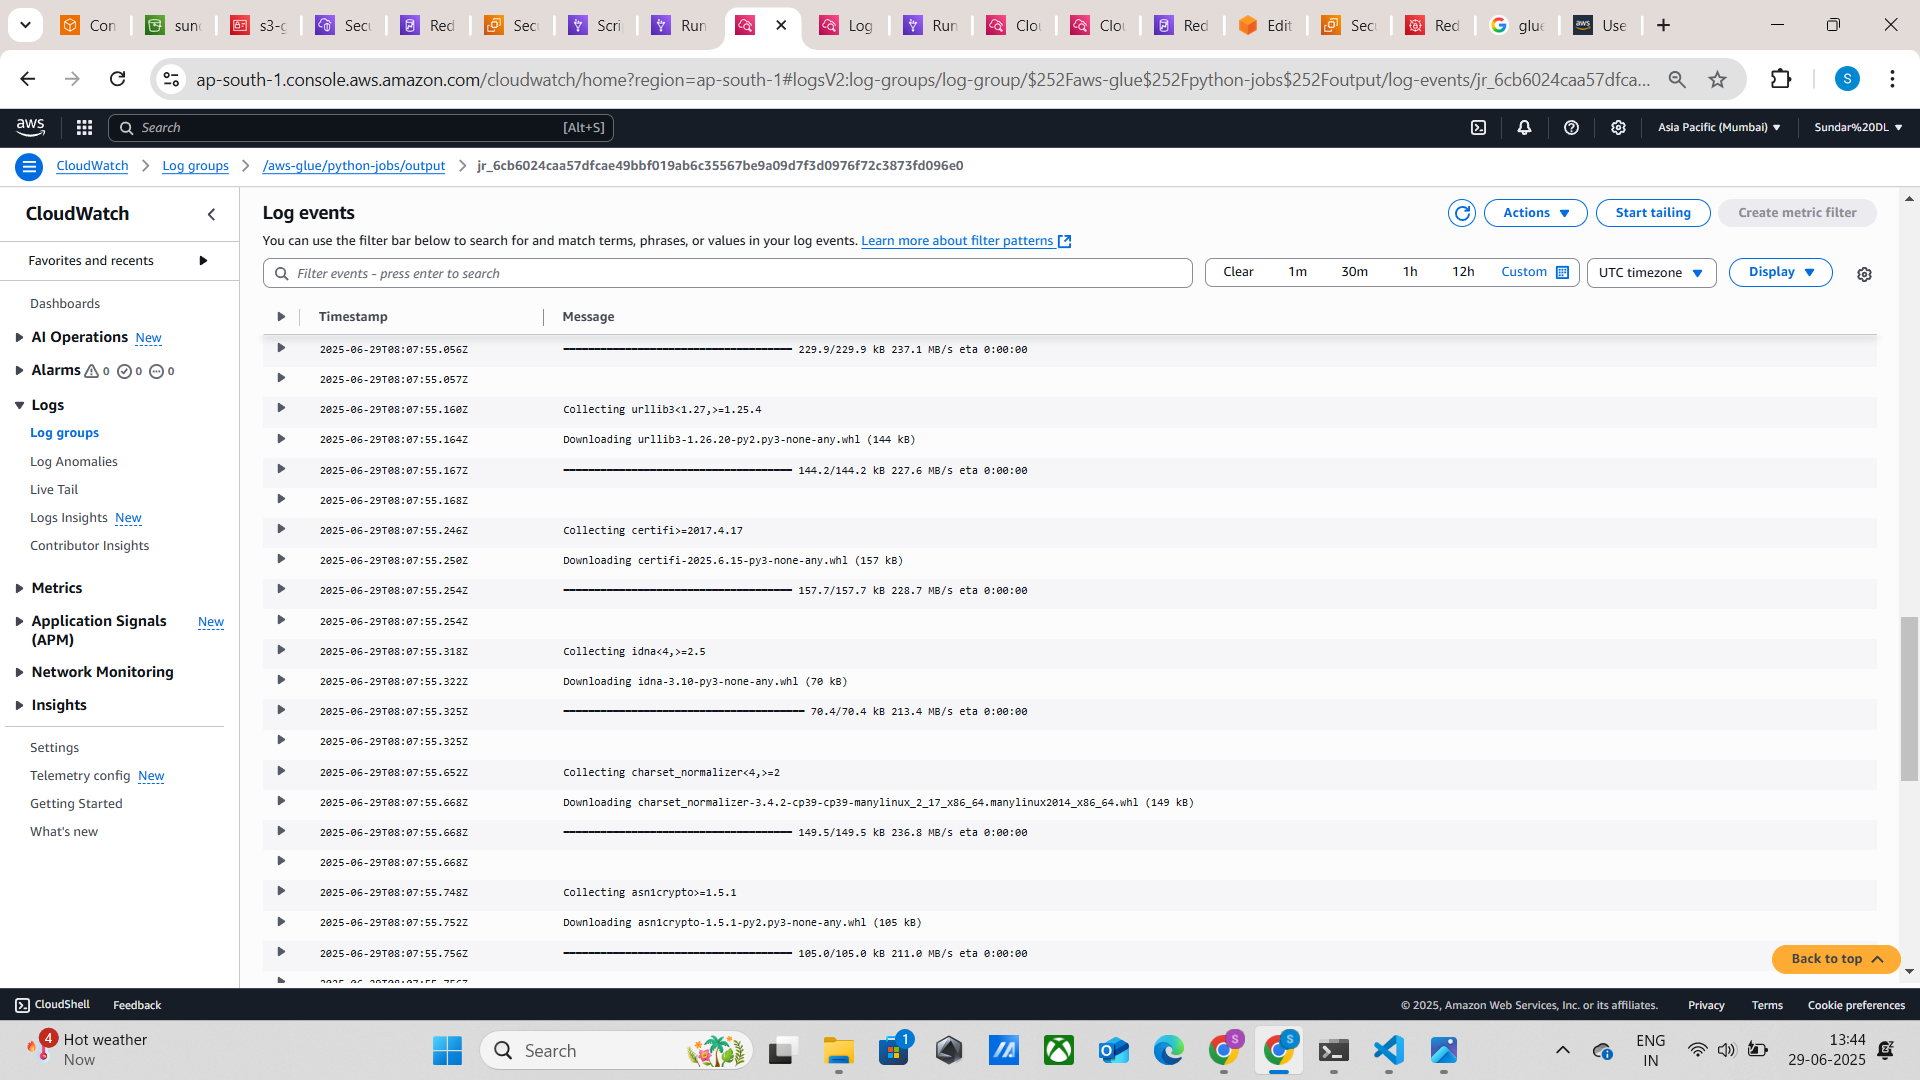 Con
sun
s3-g
Secu
Red
Secu
Scri
Run
Log
Run
Clou
Clou
Red
Edit
Secu
Red
glue
Use
ap-south-1.console.aws.amazon.com/cloudwatch/home?region=ap-south-1#logsV2:log-groups/log-group/$252Faws-glue$252Fpython-jobs$252Foutput/log-events/jr_6cb6024caa57dfca...
S
aws
Search
[Alt+S]
Asia Pacific (Mumbai)
Sundar%20DL
CloudWatch
Log groups
/aws-glue/python-jobs/output
jr_6cb6024caa57dfcae49bbf019ab6c35567be9a09d7f3d0976f72c3873fd096e0
CloudWatch
Favorites and recents
Dashboards
AI Operations New
Alarms 0 0 0
Logs
Log groups
Log Anomalies
Live Tail
Logs Insights New
Contributor Insights
Metrics
Application Signals (APM) New
Network Monitoring
Insights
Settings
Telemetry config New
Getting Started
What's new
Log events
Actions
Start tailing
Create metric filter
You can use the filter bar below to search for and match terms, phrases, or values in your log events. Learn more about filter patterns
Filter events - press enter to search
Clear 1m 30m 1h 12h Custom
UTC timezone
Display
Timestamp Message
2025-06-29T08:07:55.056Z ━━━━━━━━━━━━━━━━━━━━━━━━━━━━━━━━━━━━━ 229.9/229.9 kB 237.1 MB/s eta 0:00:00
2025-06-29T08:07:55.057Z
2025-06-29T08:07:55.160Z Collecting urllib3<1.27,>=1.25.4
2025-06-29T08:07:55.164Z Downloading urllib3-1.26.20-py2.py3-none-any.whl (144 kB)
2025-06-29T08:07:55.167Z ━━━━━━━━━━━━━━━━━━━━━━━━━━━━━━━━━━━━━ 144.2/144.2 kB 227.6 MB/s eta 0:00:00
2025-06-29T08:07:55.168Z
2025-06-29T08:07:55.246Z Collecting certifi>=2017.4.17
2025-06-29T08:07:55.250Z Downloading certifi-2025.6.15-py3-none-any.whl (157 kB)
2025-06-29T08:07:55.254Z ━━━━━━━━━━━━━━━━━━━━━━━━━━━━━━━━━━━━━ 157.7/157.7 kB 228.7 MB/s eta 0:00:00
2025-06-29T08:07:55.254Z
2025-06-29T08:07:55.318Z Collecting idna<4,>=2.5
2025-06-29T08:07:55.322Z Downloading idna-3.10-py3-none-any.whl (70 kB)
2025-06-29T08:07:55.325Z ━━━━━━━━━━━━━━━━━━━━━━━━━━━━━━━━━━━━━━━ 70.4/70.4 kB 213.4 MB/s eta 0:00:00
2025-06-29T08:07:55.325Z
2025-06-29T08:07:55.652Z Collecting charset_normalizer<4,>=2
2025-06-29T08:07:55.668Z Downloading charset_normalizer-3.4.2-cp39-cp39-manylinux_2_17_x86_64.manylinux2014_x86_64.whl (149 kB)
2025-06-29T08:07:55.668Z ━━━━━━━━━━━━━━━━━━━━━━━━━━━━━━━━━━━━━ 149.5/149.5 kB 236.8 MB/s eta 0:00:00
2025-06-29T08:07:55.668Z
2025-06-29T08:07:55.748Z Collecting asn1crypto>=1.5.1
2025-06-29T08:07:55.752Z Downloading asn1crypto-1.5.1-py2.py3-none-any.whl (105 kB)
2025-06-29T08:07:55.756Z ━━━━━━━━━━━━━━━━━━━━━━━━━━━━━━━━━━━━━ 105.0/105.0 kB 211.0 MB/s eta 0:00:00
2025-06-29T08:07:55.756Z
Back to top
CloudShell
Feedback
© 2025, Amazon Web Services, Inc. or its affiliates.
Privacy
Terms
Cookie preferences
4
Hot weather
Now
Search
1
S
S
ENG
IN
13:44
29-06-2025